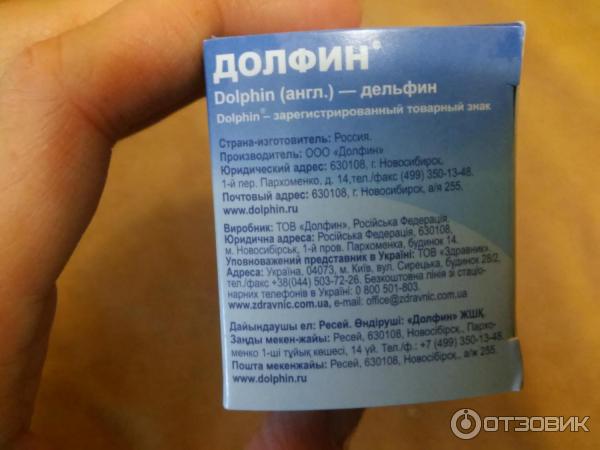 ДОЛФИН®
Dolphin (англ.) — дельфин
Dolphin® – зарегистрированный товарный знак
Страна-изготовитель: Россия.
Производитель: ООО «Долфин»
Юридический адрес: 630108, г. Новосибирск,
1-й пер. Пархоменко, д. 14,тел./факс (499) 350-13-48.
Почтовый адрес: 630108, г. Новосибирск, а/я 255.
www.dolphin.ru
Виробник: ТОВ «Долфин», Російська Федерація.
Юридична адреса: Російська Федерація, 630108,
м. Новосибірськ, 1-й пров. Пархоменка, будинок 14.
Уповноважений представник в Україні: ТОВ "Здравник".
Адреса: Україна, 04073, м. Київ, вул. Сирецька, будинок 28/2,
тел./факс +38(044) 503-72-26. Безкоштовна лінія зі стаціо-
нарних телефонів в Україні: 0 800 501-803.
www.zdravnic.com.ua, e-mail: office@zdravnic.com.ua
Дайындаушы ел: Ресей. Өндіруші: «Долфин» ЖШҚ.
Заңды мекен-жайы: Ресей, 630108, Новосібірск., Пархо-
менко 1-ші тұйық көшесі, 14 үй. Тел./ф.: +7 (499) 350-13-48.
Пошта мекенжайы: Ресей, 630108, Новосібірск., а/ж 255.
www.dolphin.ru
ОТЗОВИК